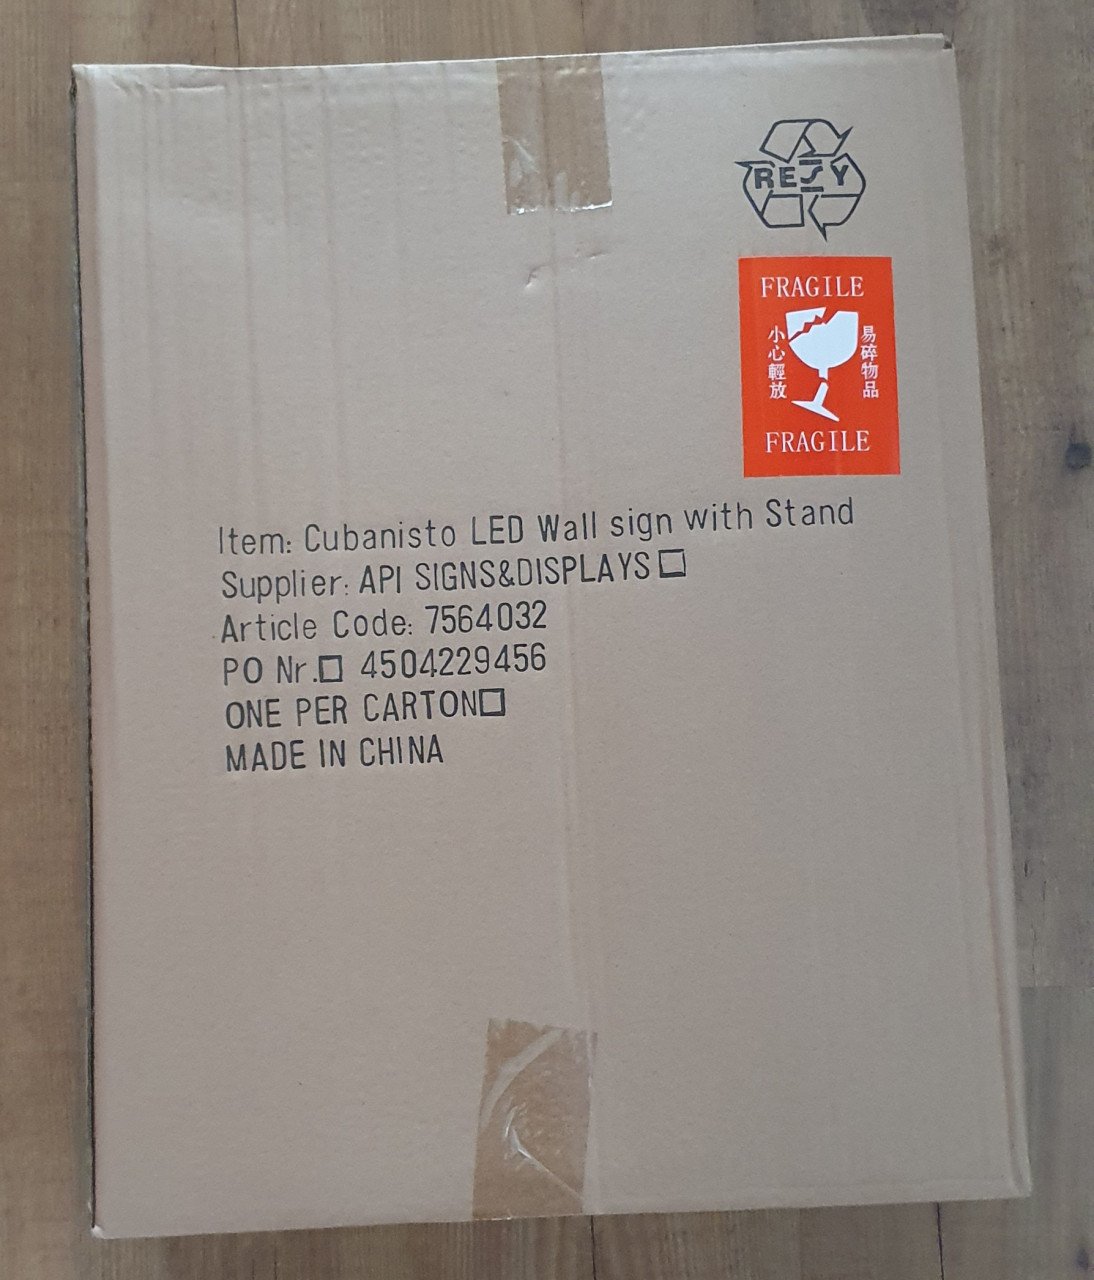 RESY
FRAGILE
小心輕放
易碎物品
FRAGILE
Item: Cubanisto LED Wall sign with Stand
Supplier: API SIGNS&DISPLAYS□
Article Code: 7564032
PO Nr.□ 4504229456
ONE PER CARTON□
MADE IN CHINA